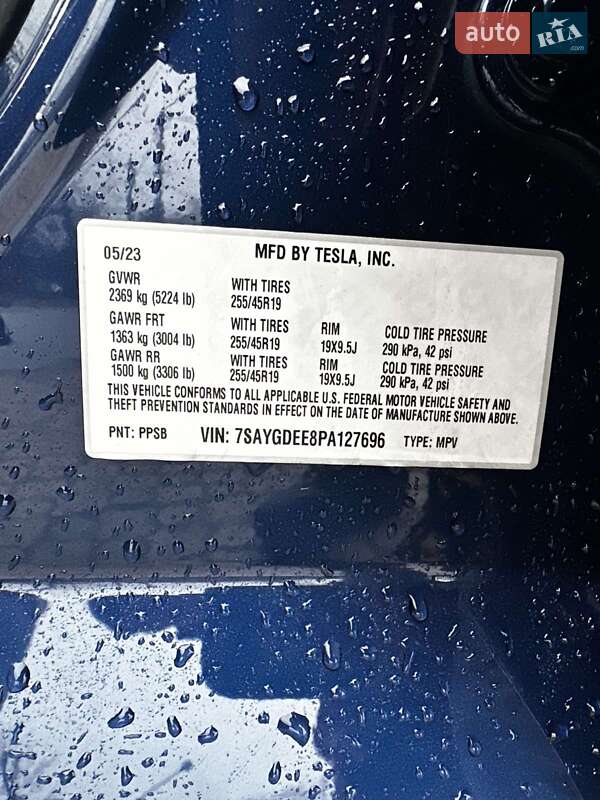 auto RIA .com
05/23 MFD BY TESLA, INC.
GVWR WITH TIRES
2369 kg (5224 lb) 255/45R19
GAWR FRT WITH TIRES RIM COLD TIRE PRESSURE
1363 kg (3004 lb) 255/45R19 19X9.5J 290 kPa, 42 psi
GAWR RR WITH TIRES RIM COLD TIRE PRESSURE
1500 kg (3306 lb) 255/45R19 19X9.5J 290 kPa, 42 psi
THIS VEHICLE CONFORMS TO ALL APPLICABLE U.S. FEDERAL MOTOR VEHICLE SAFETY AND
THEFT PREVENTION STANDARDS IN EFFECT ON THE DATE OF MANUFACTURE SHOWN ABOVE.
PNT: PPSB VIN: 7SAYGDEE8PA127696 TYPE: MPV